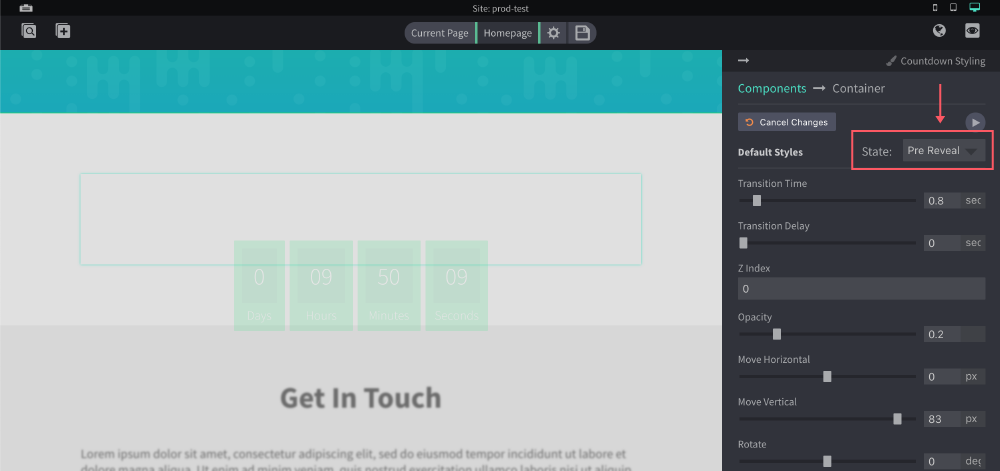 Site: prod-test
Current Page Homepage
Countdown Styling
Components → Container
Cancel Changes
Default Styles State: Pre Reveal
Transition Time
0.8 sec
Transition Delay
0 sec
Z Index
0
Opacity
0.2
Move Horizontal
0 px
Move Vertical
83 px
Rotate
0 deg
0 09 50 09
Days Hours Minutes Seconds
Get In Touch
Lorem ipsum dolor sit amet, consectetur adipiscing elit, sed do eiusmod tempor incididunt ut labore et
dolore magna aliqua. Ut enim ad minim veniam, quis nostrud exercitation ullamco laboris nisi ut aliquip